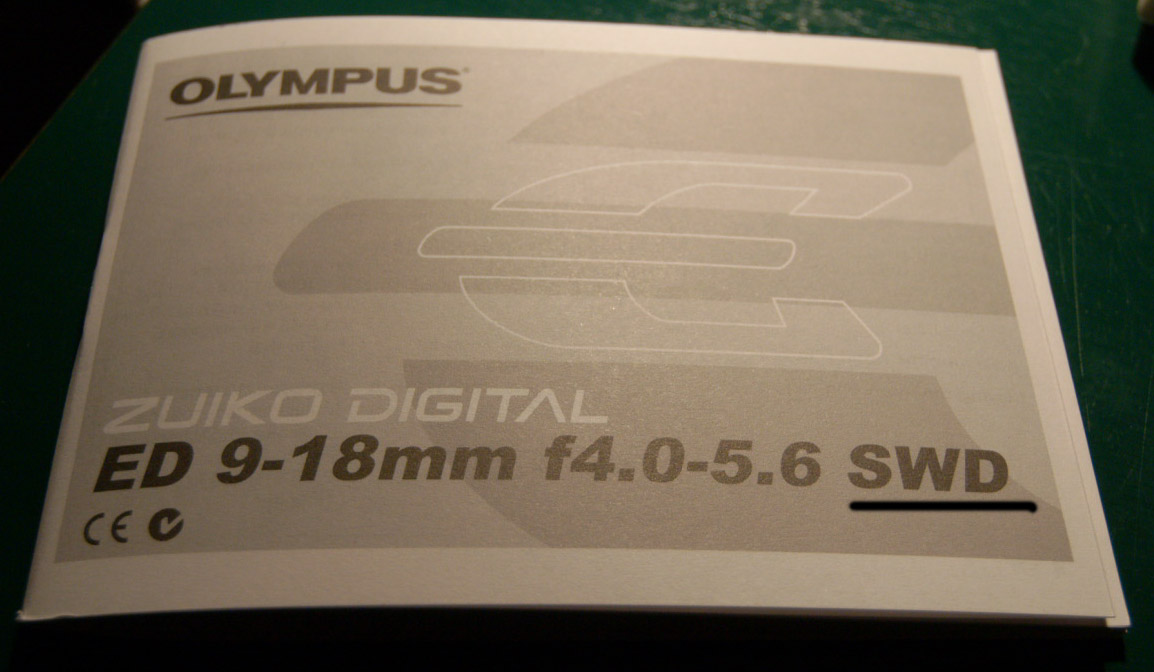 OLYMPUS
ZUIKO DIGITAL
ED 9-18mm f4.0-5.6 SWD
CE